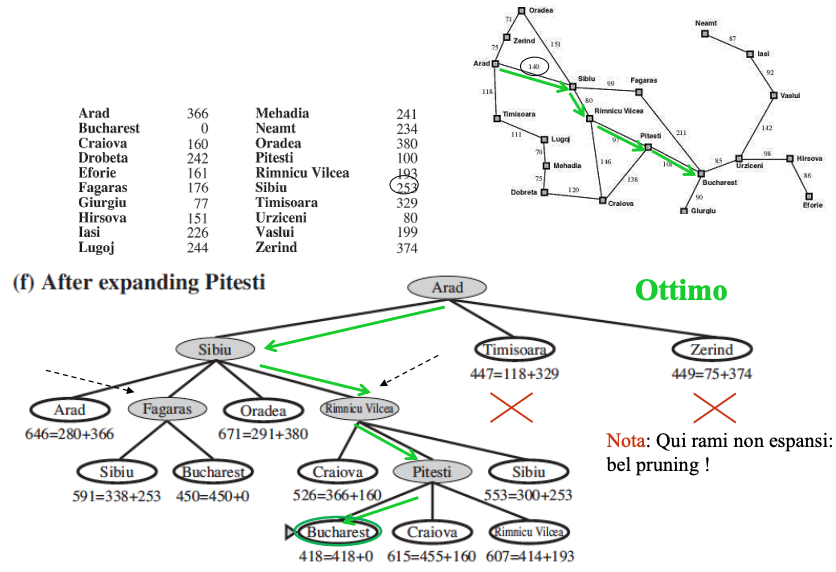 Arad 366 Mehadia 241
Bucharest 0 Neamt 234
Craiova 160 Oradea 380
Drobeta 242 Pitesti 100
Eforie 161 Rimnicu Vilcea 193
Fagaras 176 Sibiu 253
Giurgiu 77 Timisoara 329
Hirsova 151 Urziceni 80
Iasi 226 Vaslui 199
Lugoj 244 Zerind 374
Oradea
71
Neamt
Zerind
87
151
75
Iasi
Arad
140
Sibiu
99
Fagaras
92
118
80
Vaslui
Rimnicu Vilcea
Timisoara
111
Lugoj
97
Pitesti
211
142
70
146
101
85
98
Hirsova
Mehadia
Urziceni
75
138
Bucharest
86
Dobreta
120
90
Craiova
Giurgiu
Eforie
(f) After expanding Pitesti
Arad
Ottimo
Sibiu
Timisoara
Zerind
447=118+329
449=75+374
Arad
Fagaras
Oradea
Rimnicu Vilcea
646=280+366
671=291+380
Nota: Qui rami non espansi:
bel pruning !
Sibiu
Bucharest
Craiova
Pitesti
Sibiu
591=338+253
450=450+0
526=366+160
553=300+253
Bucharest
Craiova
Rimnicu Vilcea
418=418+0
615=455+160
607=414+193